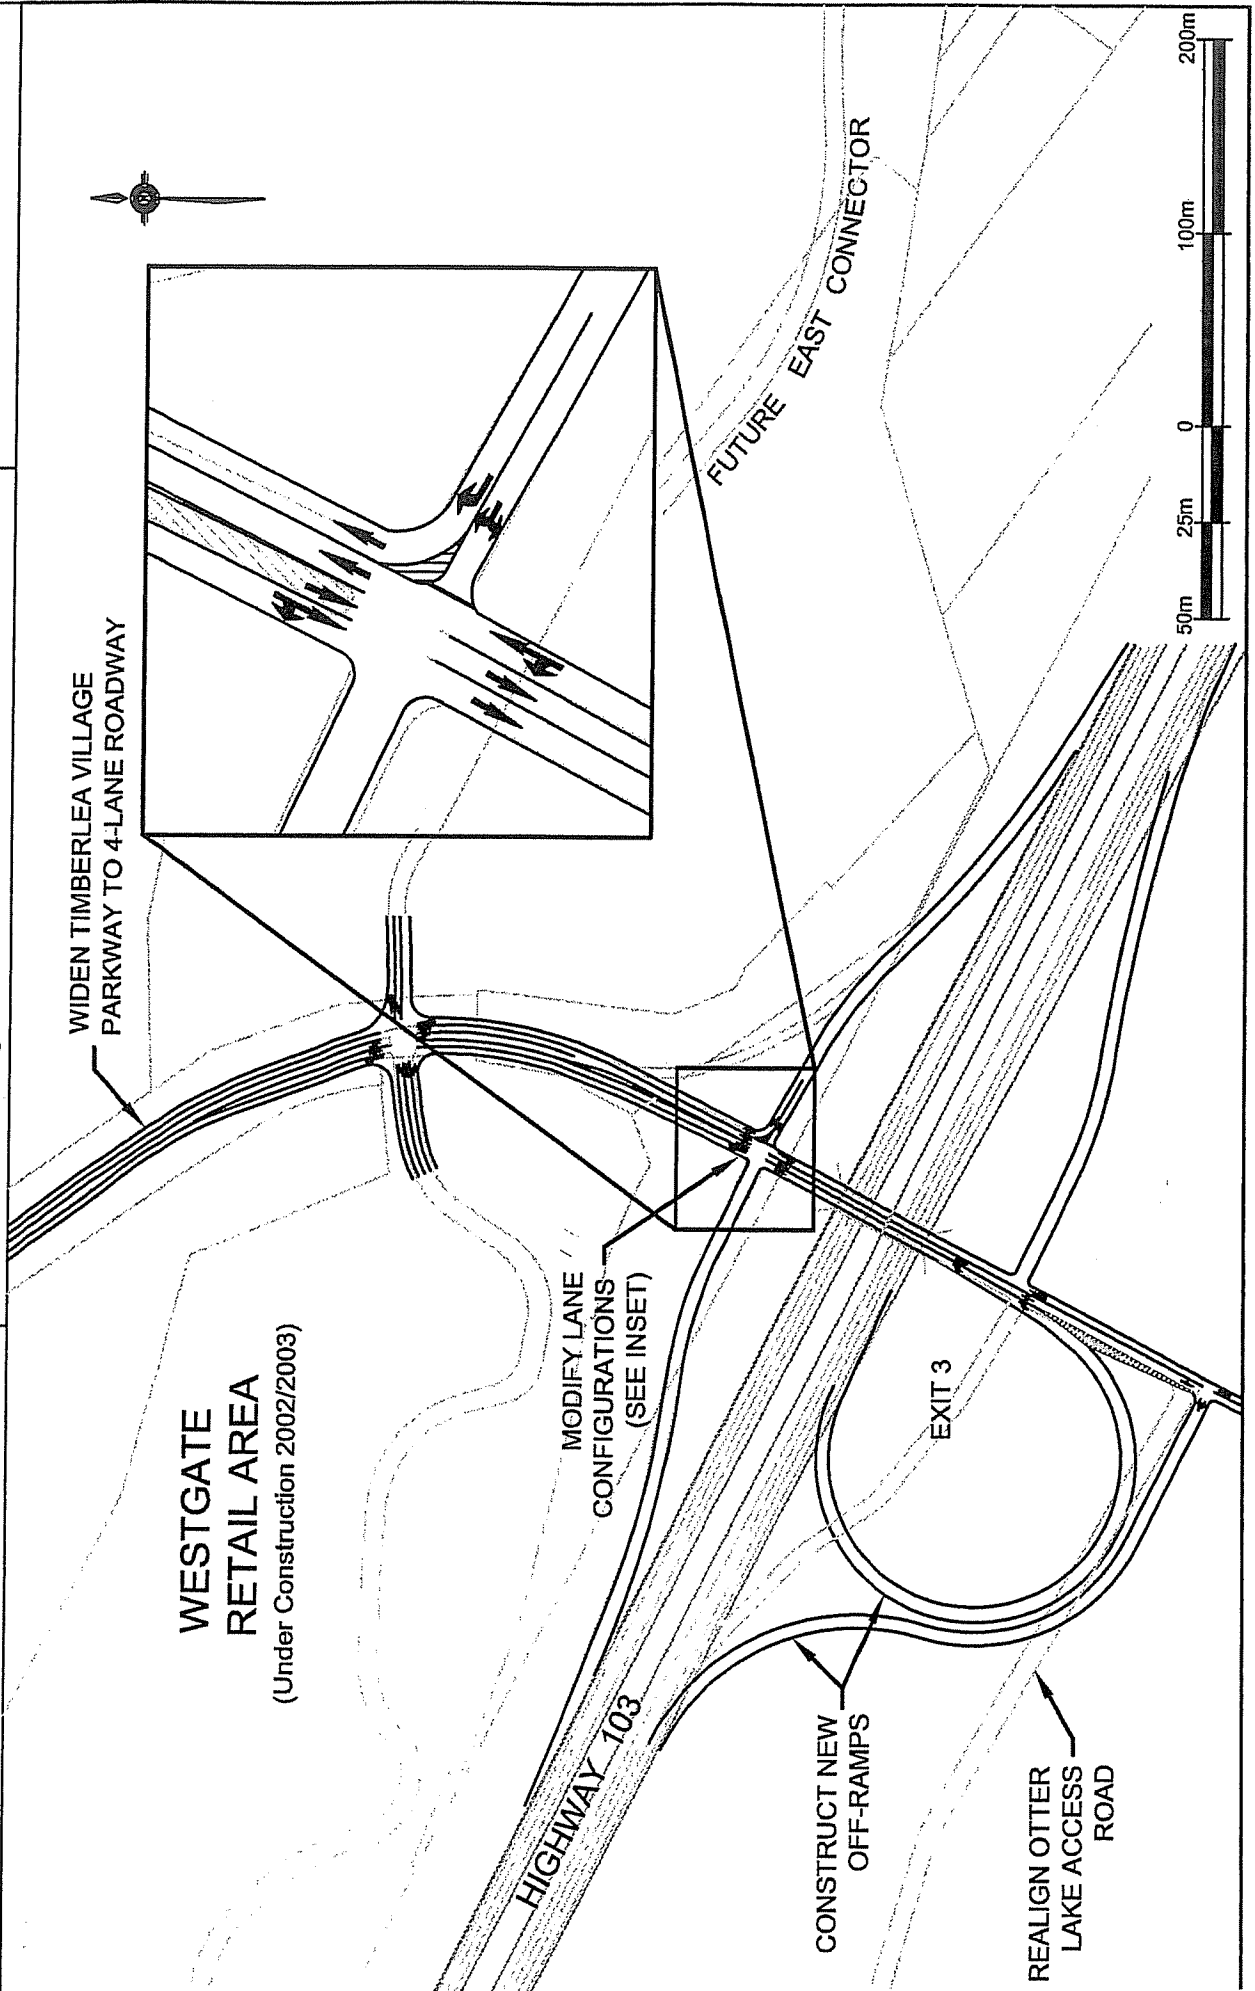 WIDEN TIMBERLEA VILLAGE
PARKWAY TO 4-LANE ROADWAY
WESTGATE
RETAIL AREA
(Under Construction 2002/2003)
MODIFY LANE
CONFIGURATIONS
(SEE INSET)
FUTURE EAST CONNECTOR
HIGHWAY 103
EXIT 3
CONSTRUCT NEW
OFF-RAMPS
REALIGN OTTER
LAKE ACCESS
ROAD
50m 25m 0 100m 200m
N